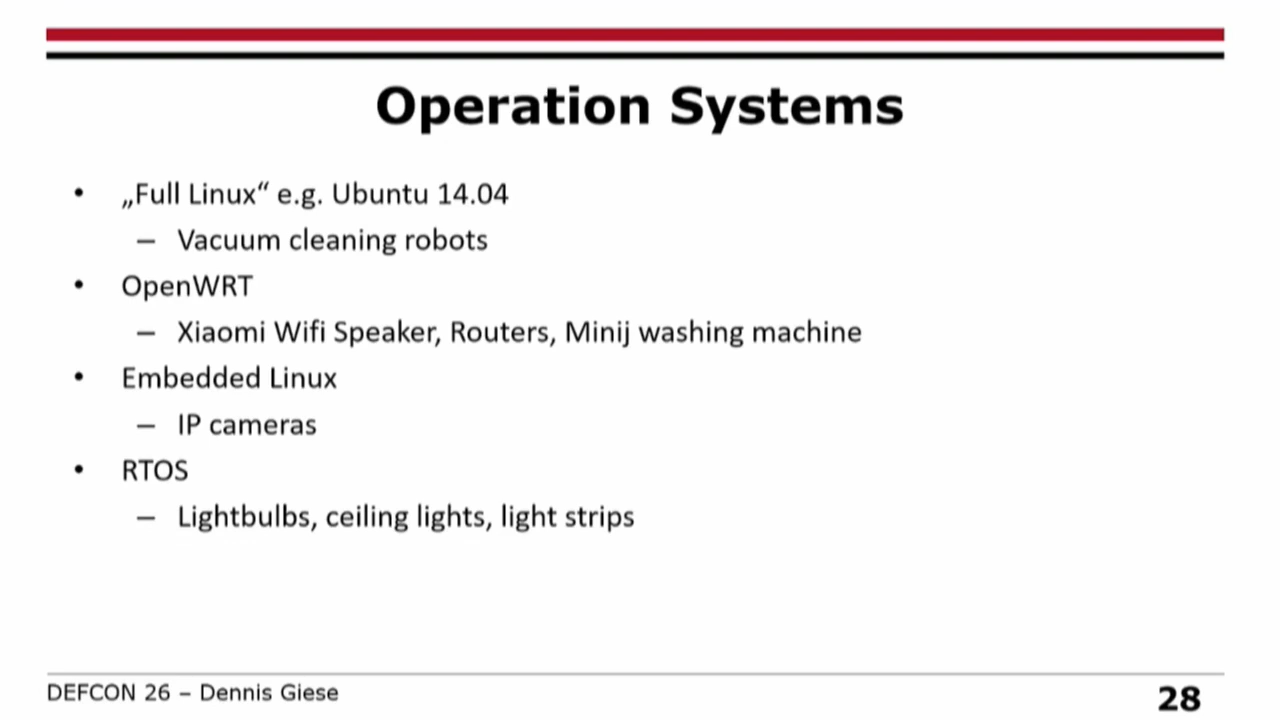 Operation Systems
• „Full Linux“ e.g. Ubuntu 14.04
– Vacuum cleaning robots
• OpenWRT
– Xiaomi Wifi Speaker, Routers, Minij washing machine
• Embedded Linux
– IP cameras
• RTOS
– Lightbulbs, ceiling lights, light strips
DEFCON 26 – Dennis Giese
28